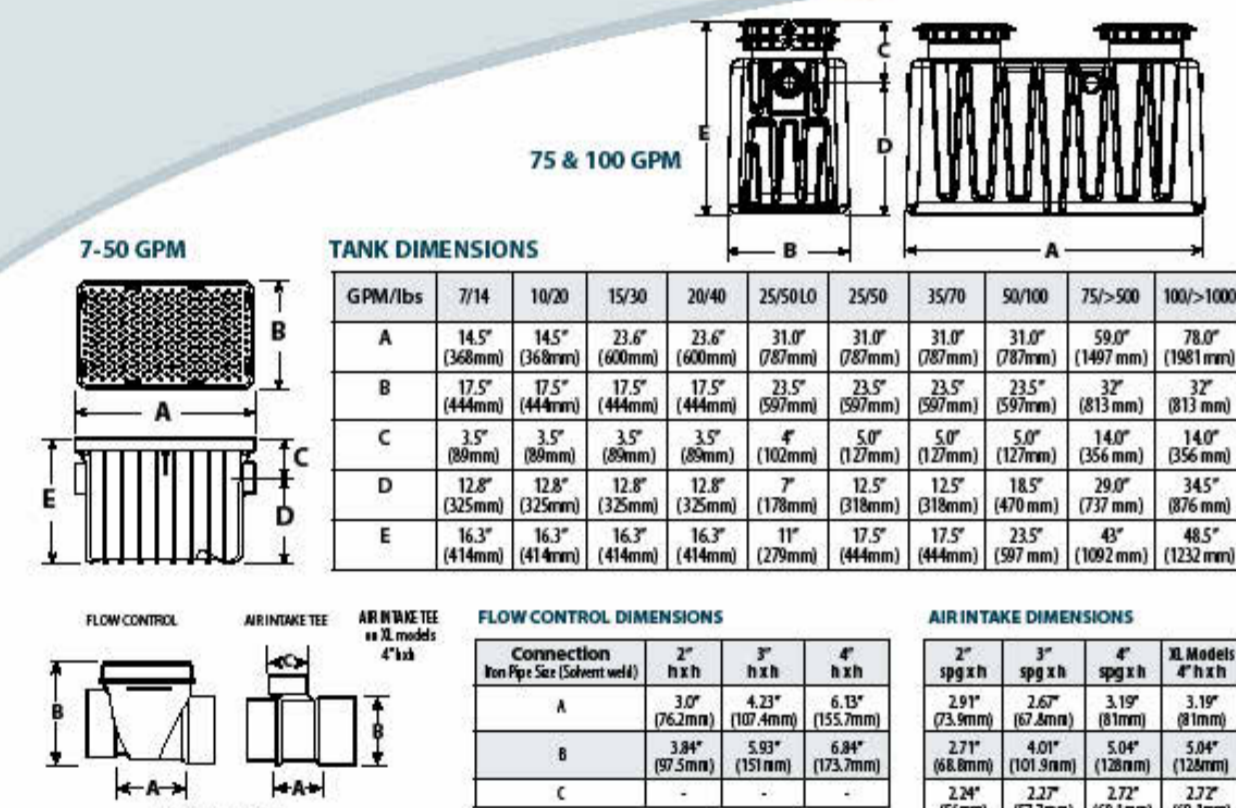 75 & 100 GPM
E
C
D
B
A
7-50 GPM
B
A
C
E
D
TANK DIMENSIONS
GPM/lbs 7/14 10/20 15/30 20/40 25/50LO 25/50 35/70 50/100 75/>500 100/>1000
A 14.5" 14.5" 23.6" 23.6" 31.0" 31.0" 31.0" 31.0" 59.0" 78.0"
(368mm) (368mm) (600mm) (600mm) (787mm) (787mm) (787mm) (787mm) (1497 mm) (1981 mm)
B 17.5" 17.5" 17.5" 17.5" 23.5" 23.5" 23.5" 23.5" 32" 32"
(444mm) (444mm) (444mm) (444mm) (597mm) (597mm) (597mm) (597mm) (813 mm) (813 mm)
C 3.5" 3.5" 3.5" 3.5" 4" 5.0" 5.0" 5.0" 14.0" 14.0"
(89mm) (89mm) (89mm) (89mm) (102mm) (127mm) (127mm) (127mm) (356 mm) (356 mm)
D 12.8" 12.8" 12.8" 12.8" 7" 12.5" 12.5" 18.5" 29.0" 34.5"
(325mm) (325mm) (325mm) (325mm) (178mm) (318mm) (318mm) (470 mm) (737 mm) (876 mm)
E 16.3" 16.3" 16.3" 16.3" 11" 17.5" 17.5" 23.5" 43" 48.5"
(414mm) (414mm) (414mm) (414mm) (279mm) (444mm) (444mm) (597 mm) (1092 mm) (1232 mm)
FLOW CONTROL
B
A
AIR INTAKE TEE
C
B
A
AIR INTAKE TEE
on XL models
4" hxh
FLOW CONTROL DIMENSIONS
Connection 2" 3" 4"
Iron Pipe Size (Solvent weld) h x h h x h h x h
A 3.0" 4.23" 6.13"
(76.2mm) (107.4mm) (155.7mm)
B 3.84" 5.93" 6.84"
(97.5mm) (151mm) (173.7mm)
C - - -
AIR INTAKE DIMENSIONS
2" 3" 4" XL Models
spg x h spg x h spg x h 4" h x h
2.91" 2.67" 3.19" 3.19"
(73.9mm) (67.8mm) (81mm) (81mm)
2.71" 4.01" 5.04" 5.04"
(68.8mm) (101.9mm) (128mm) (128mm)
2.24" 2.27" 2.72" 2.72"